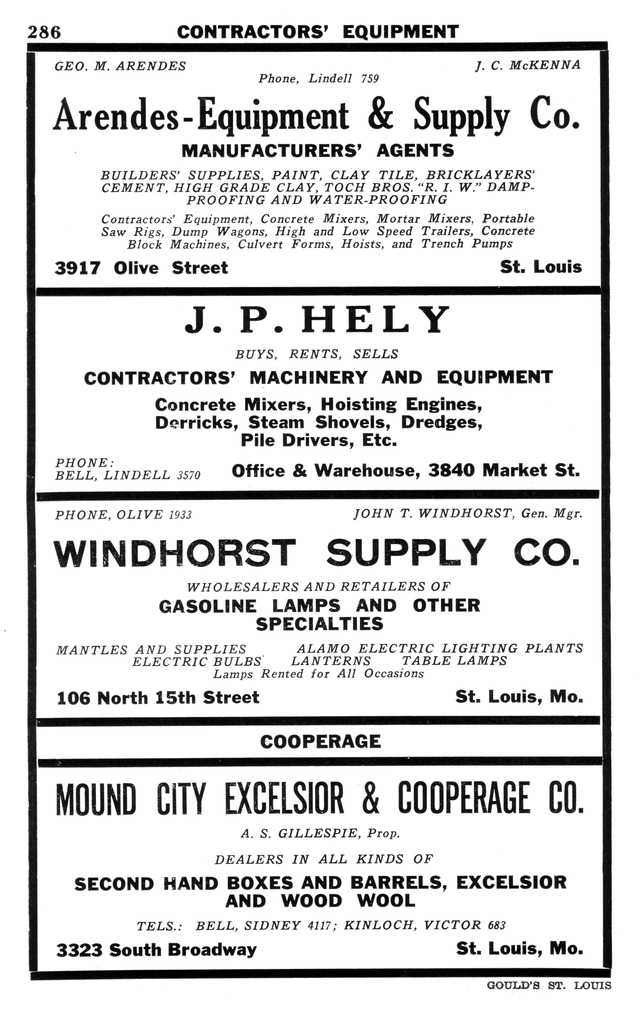 286 CONTRACTORS' EQUIPMENT
GEO. M. ARENDES J. C. McKENNA
Phone, Lindell 759
Arendes-Equipment & Supply Co.
MANUFACTURERS' AGENTS
BUILDERS' SUPPLIES, PAINT, CLAY TILE, BRICKLAYERS'
CEMENT, HIGH GRADE CLAY, TOCH BROS. "R. I. W." DAMP-
PROOFING AND WATER-PROOFING
Contractors' Equipment, Concrete Mixers, Mortar Mixers, Portable
Saw Rigs, Dump Wagons, High and Low Speed Trailers, Concrete
Block Machines, Culvert Forms, Hoists, and Trench Pumps
3917 Olive Street St. Louis
J. P. HELY
BUYS, RENTS, SELLS
CONTRACTORS' MACHINERY AND EQUIPMENT
Concrete Mixers, Hoisting Engines,
Derricks, Steam Shovels, Dredges,
Pile Drivers, Etc.
PHONE:
BELL, LINDELL 3570 Office & Warehouse, 3840 Market St.
PHONE, OLIVE 1933 JOHN T. WINDHORST, Gen. Mgr.
WINDHORST SUPPLY CO.
WHOLESALERS AND RETAILERS OF
GASOLINE LAMPS AND OTHER
SPECIALTIES
MANTLES AND SUPPLIES ALAMO ELECTRIC LIGHTING PLANTS
ELECTRIC BULBS LANTERNS TABLE LAMPS
Lamps Rented for All Occasions
106 North 15th Street St. Louis, Mo.
COOPERAGE
MOUND CITY EXCELSIOR & COOPERAGE CO.
A. S. GILLESPIE, Prop.
DEALERS IN ALL KINDS OF
SECOND HAND BOXES AND BARRELS, EXCELSIOR
AND WOOD WOOL
TELS.: BELL, SIDNEY 4117; KINLOCH, VICTOR 683
3323 South Broadway St. Louis, Mo.
GOULD'S ST. LOUIS